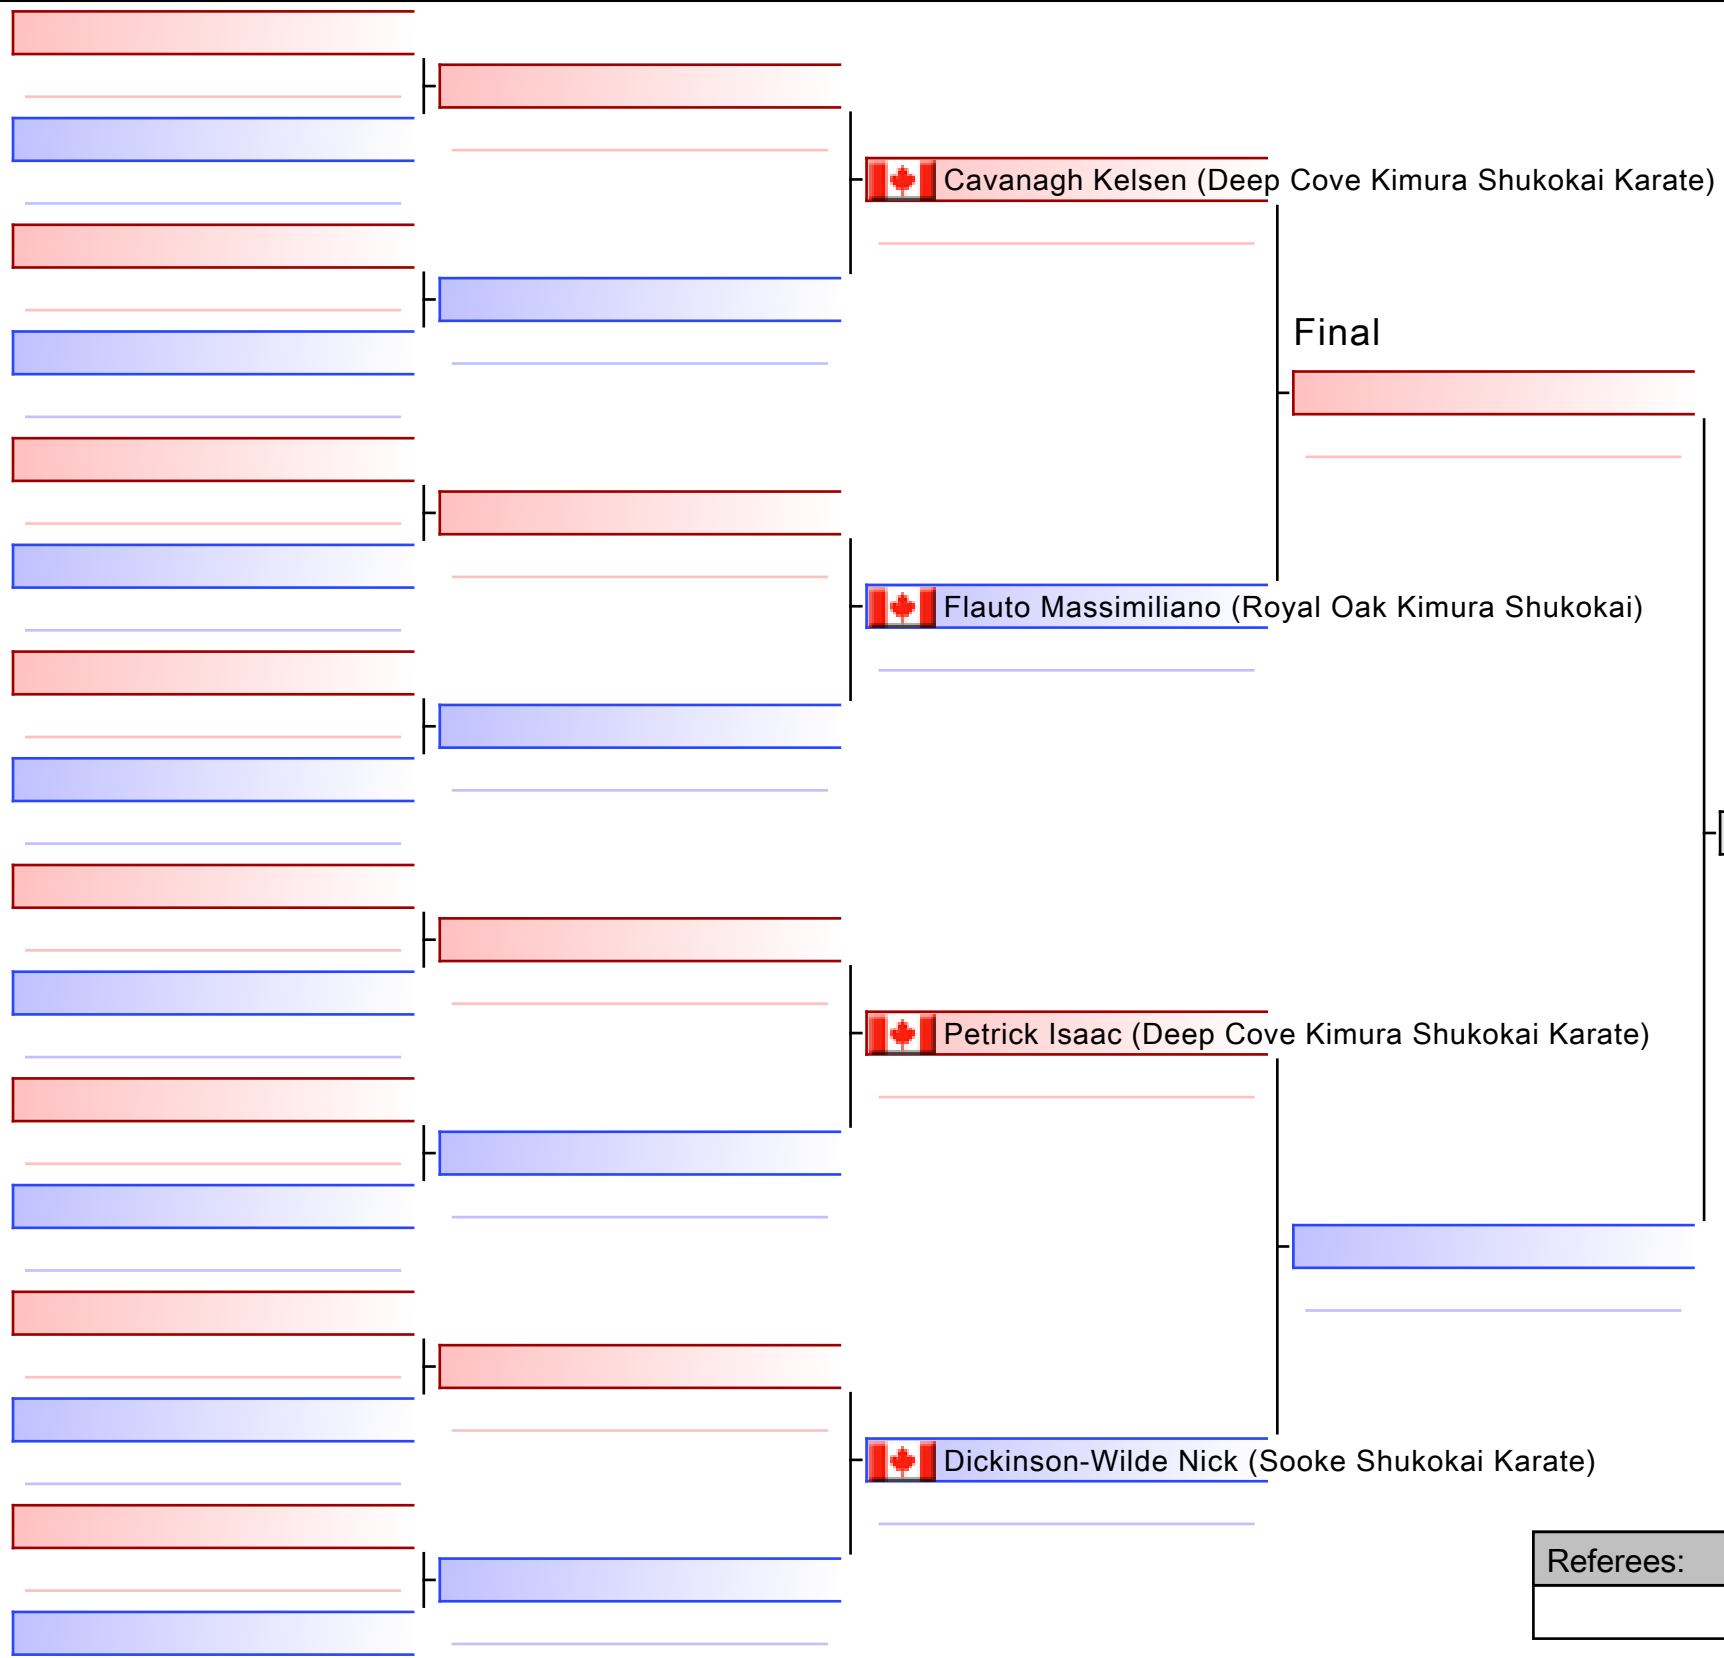 Cavanagh Kelsen (Deep Cove Kimura Shukokai Karate)
Final
Flauto Massimiliano (Royal Oak Kimura Shukokai)
Petrick Isaac (Deep Cove Kimura Shukokai Karate)
Dickinson-Wilde Nick (Sooke Shukokai Karate)
Referees: